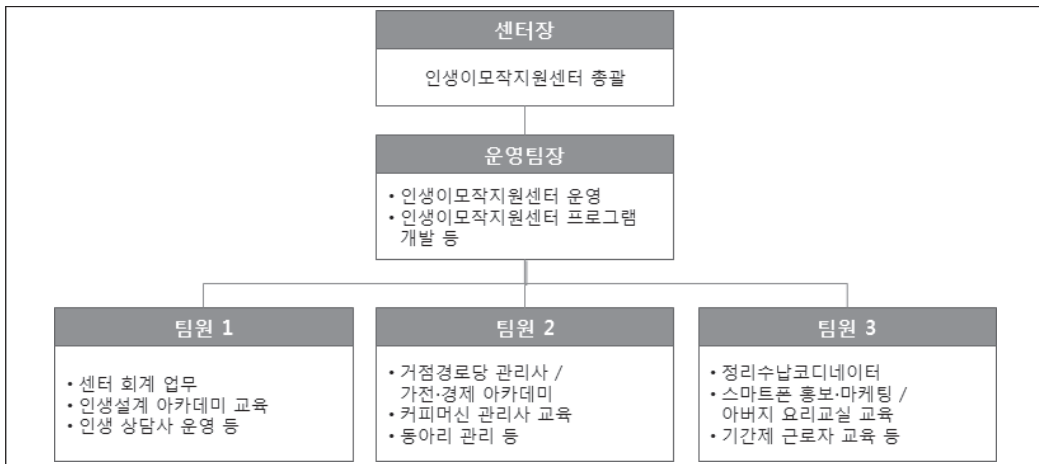 센터장
인생이모작지원센터 총괄
운영팀장
• 인생이모작지원센터 운영
• 인생이모작지원센터 프로그램
개발 등
팀원 1
• 센터 회계 업무
• 인생설계 아카데미 교육
• 인생 상담사 운영 등
팀원 2
• 거점경로당 관리사 /
가전·경제 아카데미
• 커피머신 관리사 교육
• 동아리 관리 등
팀원 3
• 정리수납코디네이터
• 스마트폰 홍보·마케팅 /
아버지 요리교실 교육
• 기간제 근로자 교육 등